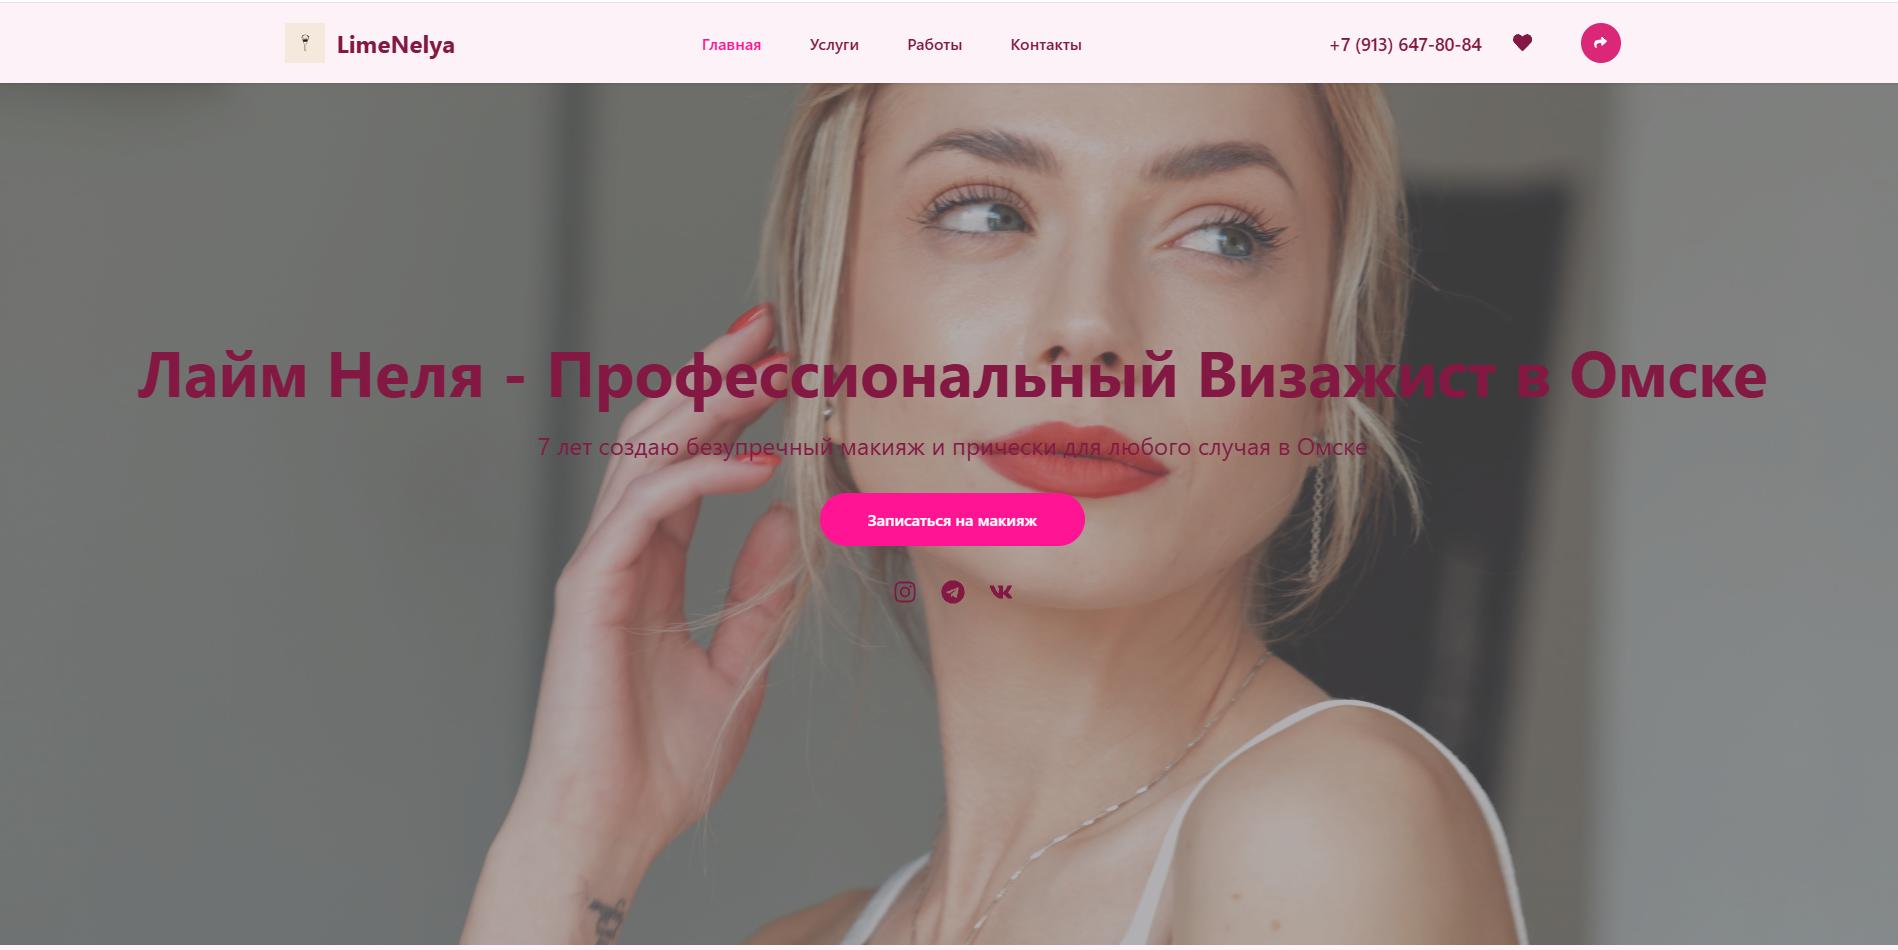 LimeNelya
Главная Услуги Работы Контакты
+7 (913) 647-80-84
Лайм Неля - Профессиональный Визажист в Омске
7 лет создаю безупречный макияж и прически для любого случая в Омске
Записаться на макияж